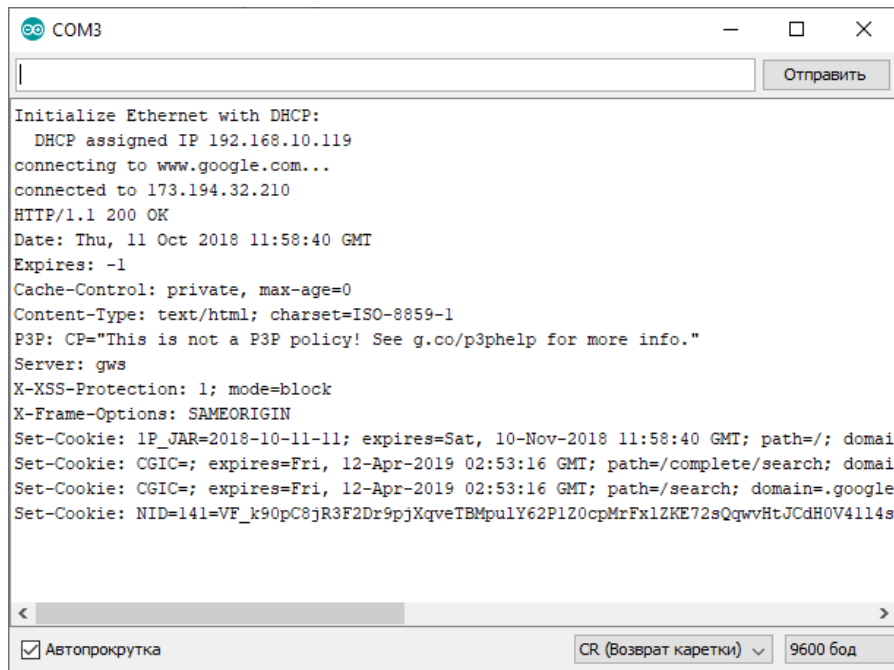 COM3
Отправить
Initialize Ethernet with DHCP:
DHCP assigned IP 192.168.10.119
connecting to www.google.com...
connected to 173.194.32.210
HTTP/1.1 200 OK
Date: Thu, 11 Oct 2018 11:58:40 GMT
Expires: -1
Cache-Control: private, max-age=0
Content-Type: text/html; charset=ISO-8859-1
P3P: CP="This is not a P3P policy! See g.co/p3phelp for more info."
Server: gws
X-XSS-Protection: 1; mode=block
X-Frame-Options: SAMEORIGIN
Set-Cookie: 1P_JAR=2018-10-11-11; expires=Sat, 10-Nov-2018 11:58:40 GMT; path=/; domai
Set-Cookie: CGIC=; expires=Fri, 12-Apr-2019 02:53:16 GMT; path=/complete/search; domai
Set-Cookie: CGIC=; expires=Fri, 12-Apr-2019 02:53:16 GMT; path=/search; domain=.google
Set-Cookie: NID=141=VF_k90pC8jR3F2Dr9pjXqveTBMpu1Y62P1Z0cpMrFx1ZKE72sQqwvHtJCdH0V4114s
Автопрокрутка
CR (Возврат каретки)
9600 бод